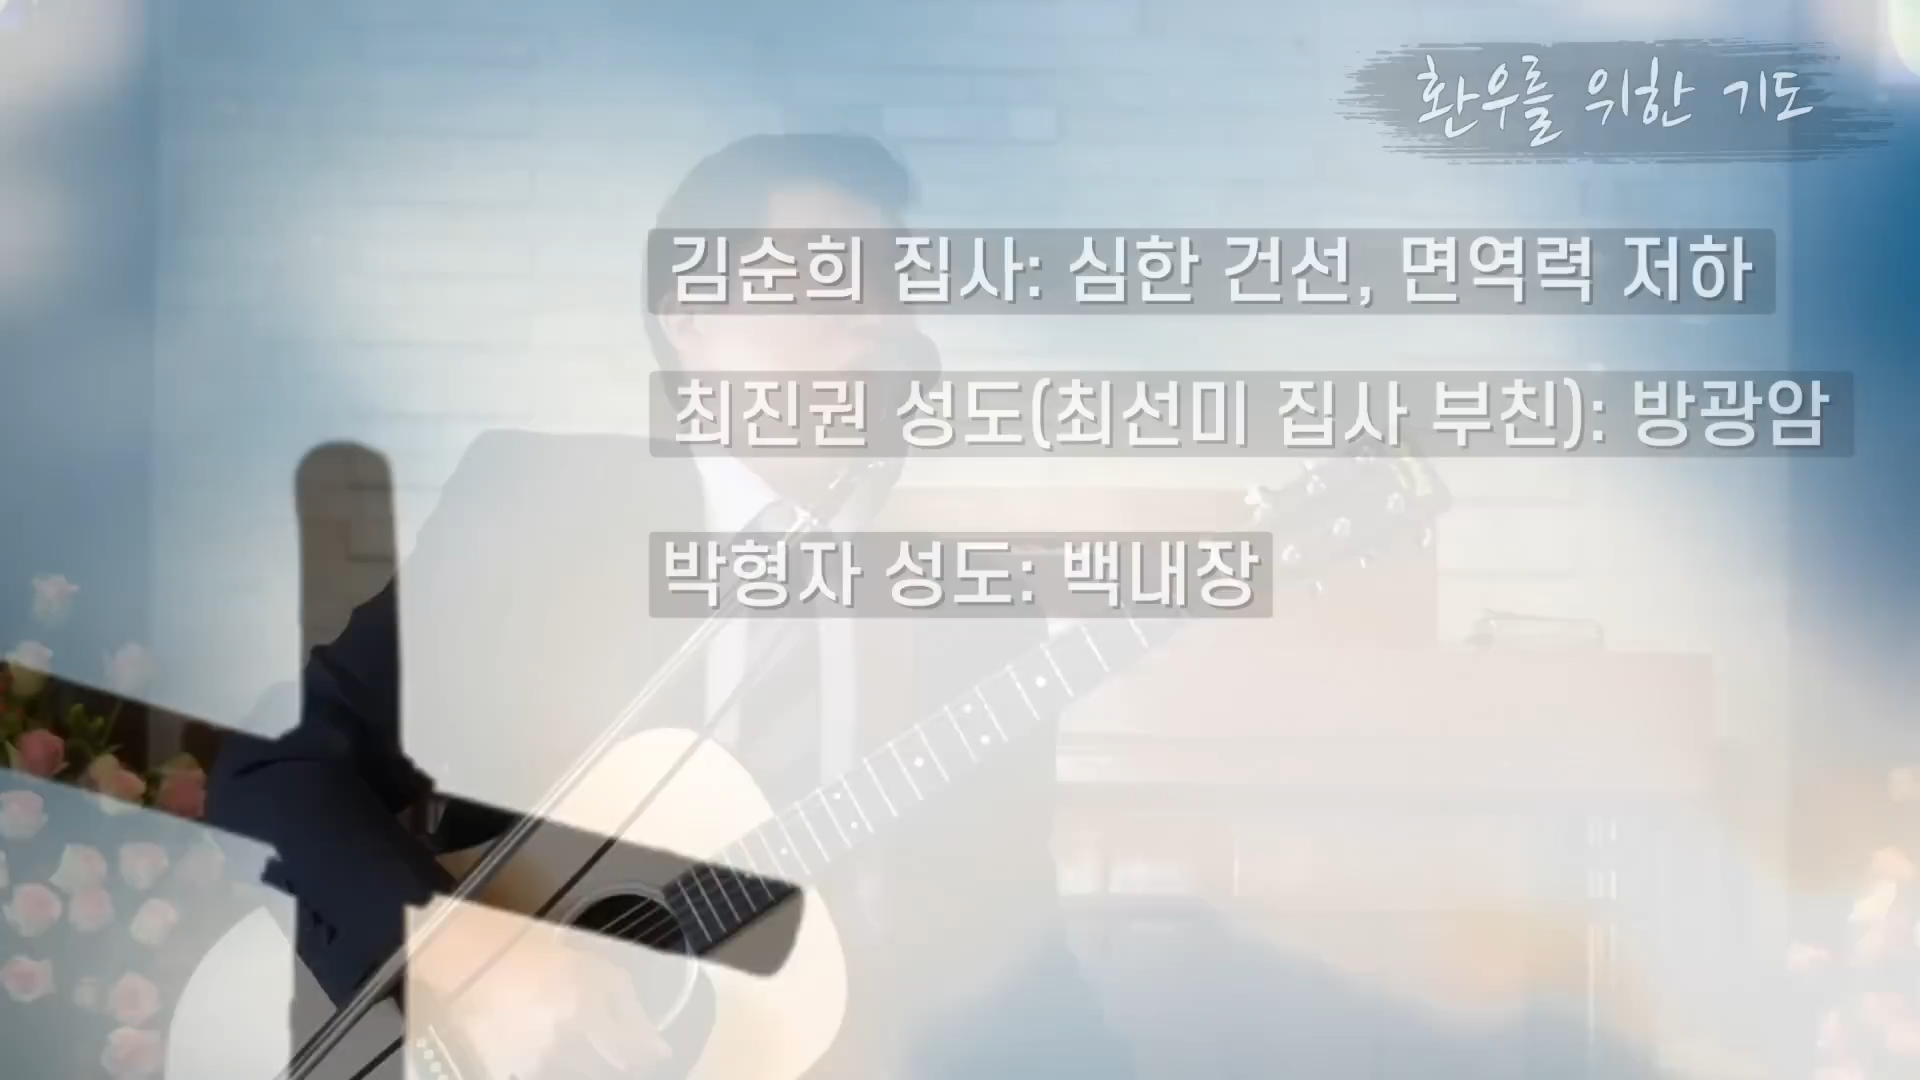 환우를 위한 기도
김순희 집사: 심한 건선, 면역력 저하
최진권 성도(최선미 집사 부친): 방광암
박형자 성도: 백내장